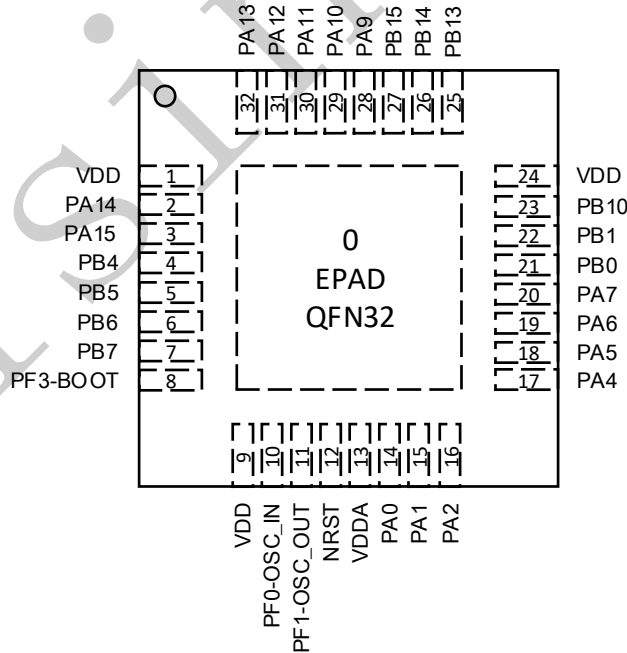 PA13
PA12
PA11
PA10
PA9
PB15
PB14
PB13
32
31
30
29
28
27
26
25
VDD 1
PA14 2
PA15 3
PB4 4
PB5 5
PB6 6
PB7 7
PF3-BOOT 8
0
EPAD
QFN32
24 VDD
23 PB10
22 PB1
21 PB0
20 PA7
19 PA6
18 PA5
17 PA4
9
10
11
12
13
14
15
16
VDD
PF0-OSC_IN
PF1-OSC_OUT
NRST
VDDA
PA0
PA1
PA2